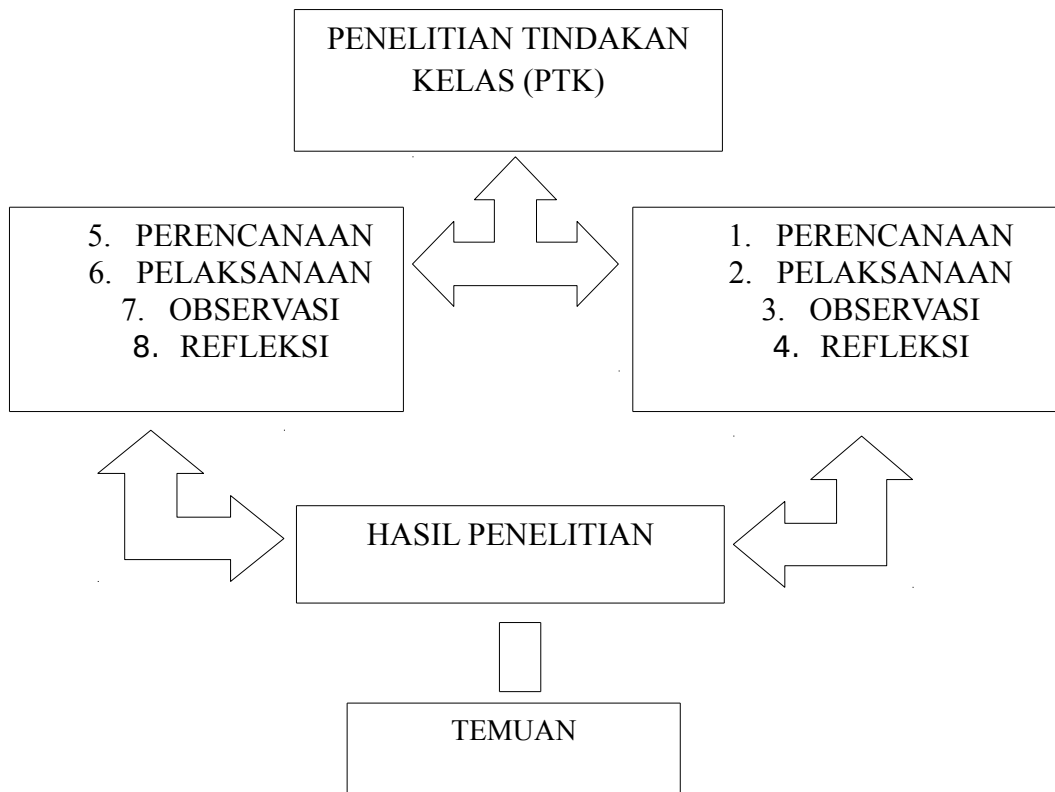 PENELITIAN TINDAKAN
KELAS (PTK)
5. PERENCANAAN
6. PELAKSANAAN
7. OBSERVASI
8. REFLEKSI
1. PERENCANAAN
2. PELAKSANAAN
3. OBSERVASI
4. REFLEKSI
HASIL PENELITIAN
TEMUAN